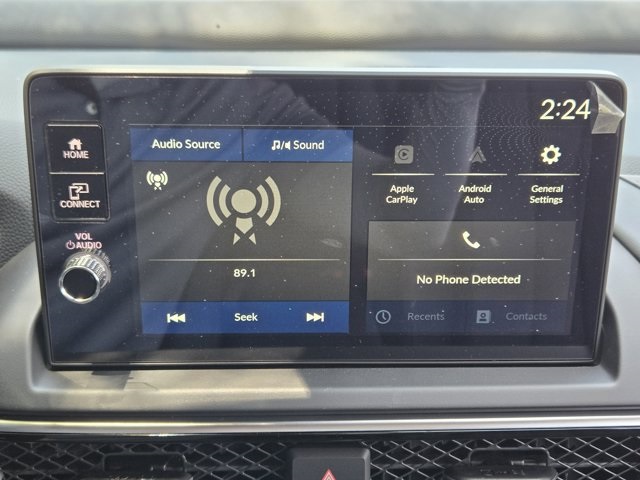 2:24
HOME
CONNECT
VOL
AUDIO
Audio Source
Sound
89.1
Seek
Apple
CarPlay
Android
Auto
General
Settings
No Phone Detected
Recents
Contacts